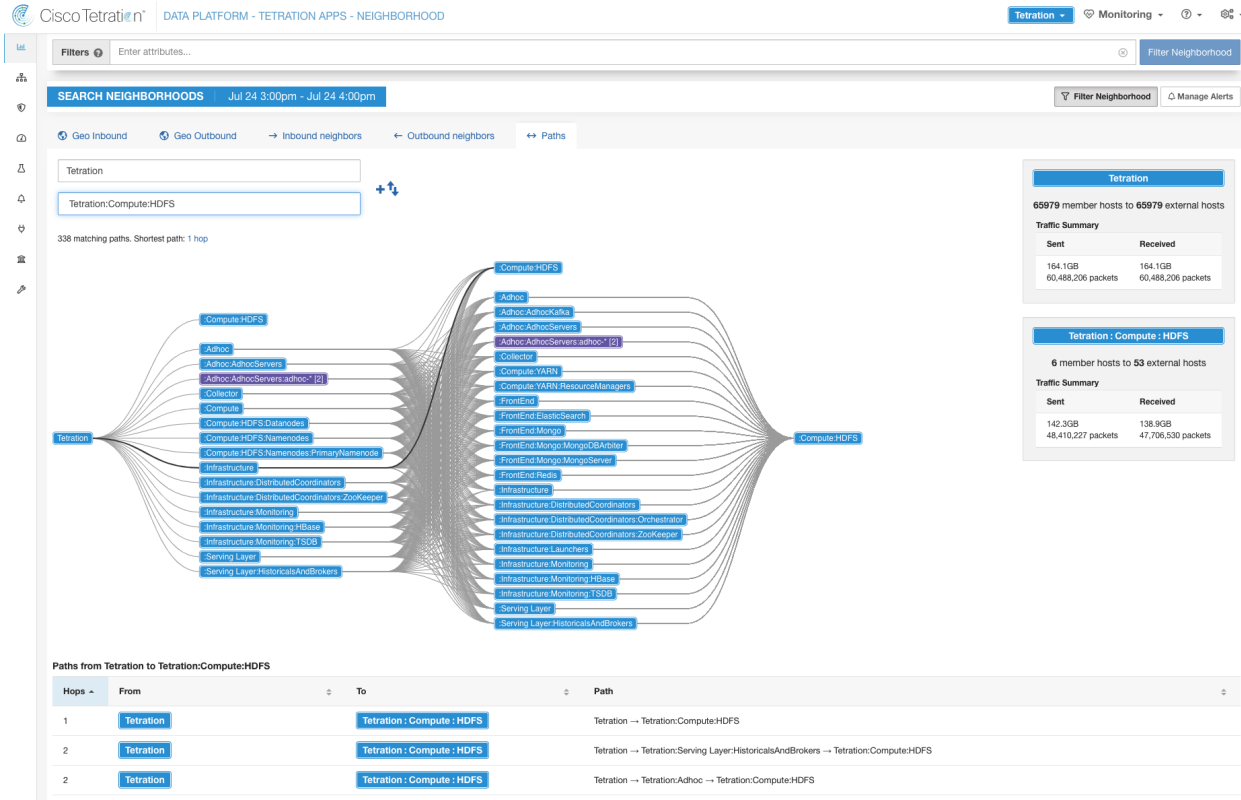 Cisco Tetration™ DATA PLATFORM - TETRATION APPS - NEIGHBORHOOD Tetration Monitoring
Filters Enter attributes... Filter Neighborhood
SEARCH NEIGHBORHOODS Jul 24 3:00pm - Jul 24 4:00pm Filter Neighborhood Manage Alerts
Geo Inbound Geo Outbound → Inbound neighbors ← Outbound neighbors ↔ Paths
Tetration
Tetration:Compute:HDFS
338 matching paths. Shortest path: 1 hop
Tetration
:Compute:HDFS
:Adhoc
:Adhoc:AdhocServers
:Adhoc:AdhocServers:adhoc-* [2]
:Collector
:Compute
:Compute:HDFS:Datanodes
:Compute:HDFS:Namenodes
:Compute:HDFS:Namenodes:PrimaryNamenode
:Infrastructure
:Infrastructure:DistributedCoordinators
:Infrastructure:DistributedCoordinators:ZooKeeper
:Infrastructure:Monitoring
:Infrastructure:Monitoring:HBase
:Infrastructure:Monitoring:TSDB
:Serving Layer
:Serving Layer:HistoricalsAndBrokers
:Compute:HDFS
:Adhoc
:Adhoc:AdhocKafka
:Adhoc:AdhocServers
:Adhoc:AdhocServers:adhoc-* [2]
:Collector
:Compute:YARN
:Compute:YARN:ResourceManagers
:FrontEnd
:FrontEnd:ElasticSearch
:FrontEnd:Mongo
:FrontEnd:Mongo:MongoDBArbiter
:FrontEnd:Mongo:MongoServer
:FrontEnd:Redis
:Infrastructure
:Infrastructure:DistributedCoordinators
:Infrastructure:DistributedCoordinators:Orchestrator
:Infrastructure:DistributedCoordinators:ZooKeeper
:Infrastructure:Launchers
:Infrastructure:Monitoring
:Infrastructure:Monitoring:HBase
:Infrastructure:Monitoring:TSDB
:Serving Layer
:Serving Layer:HistoricalsAndBrokers
:Compute:HDFS
Tetration
65979 member hosts to 65979 external hosts
Traffic Summary
Sent Received
164.1GB 164.1GB
60,488,206 packets 60,488,206 packets
Tetration : Compute : HDFS
6 member hosts to 53 external hosts
Traffic Summary
Sent Received
142.3GB 138.9GB
48,410,227 packets 47,706,530 packets
Paths from Tetration to Tetration:Compute:HDFS
Hops From To Path
1 Tetration Tetration : Compute : HDFS Tetration → Tetration:Compute:HDFS
2 Tetration Tetration : Compute : HDFS Tetration → Tetration:Serving Layer:HistoricalsAndBrokers → Tetration:Compute:HDFS
2 Tetration Tetration : Compute : HDFS Tetration → Tetration:Adhoc → Tetration:Compute:HDFS